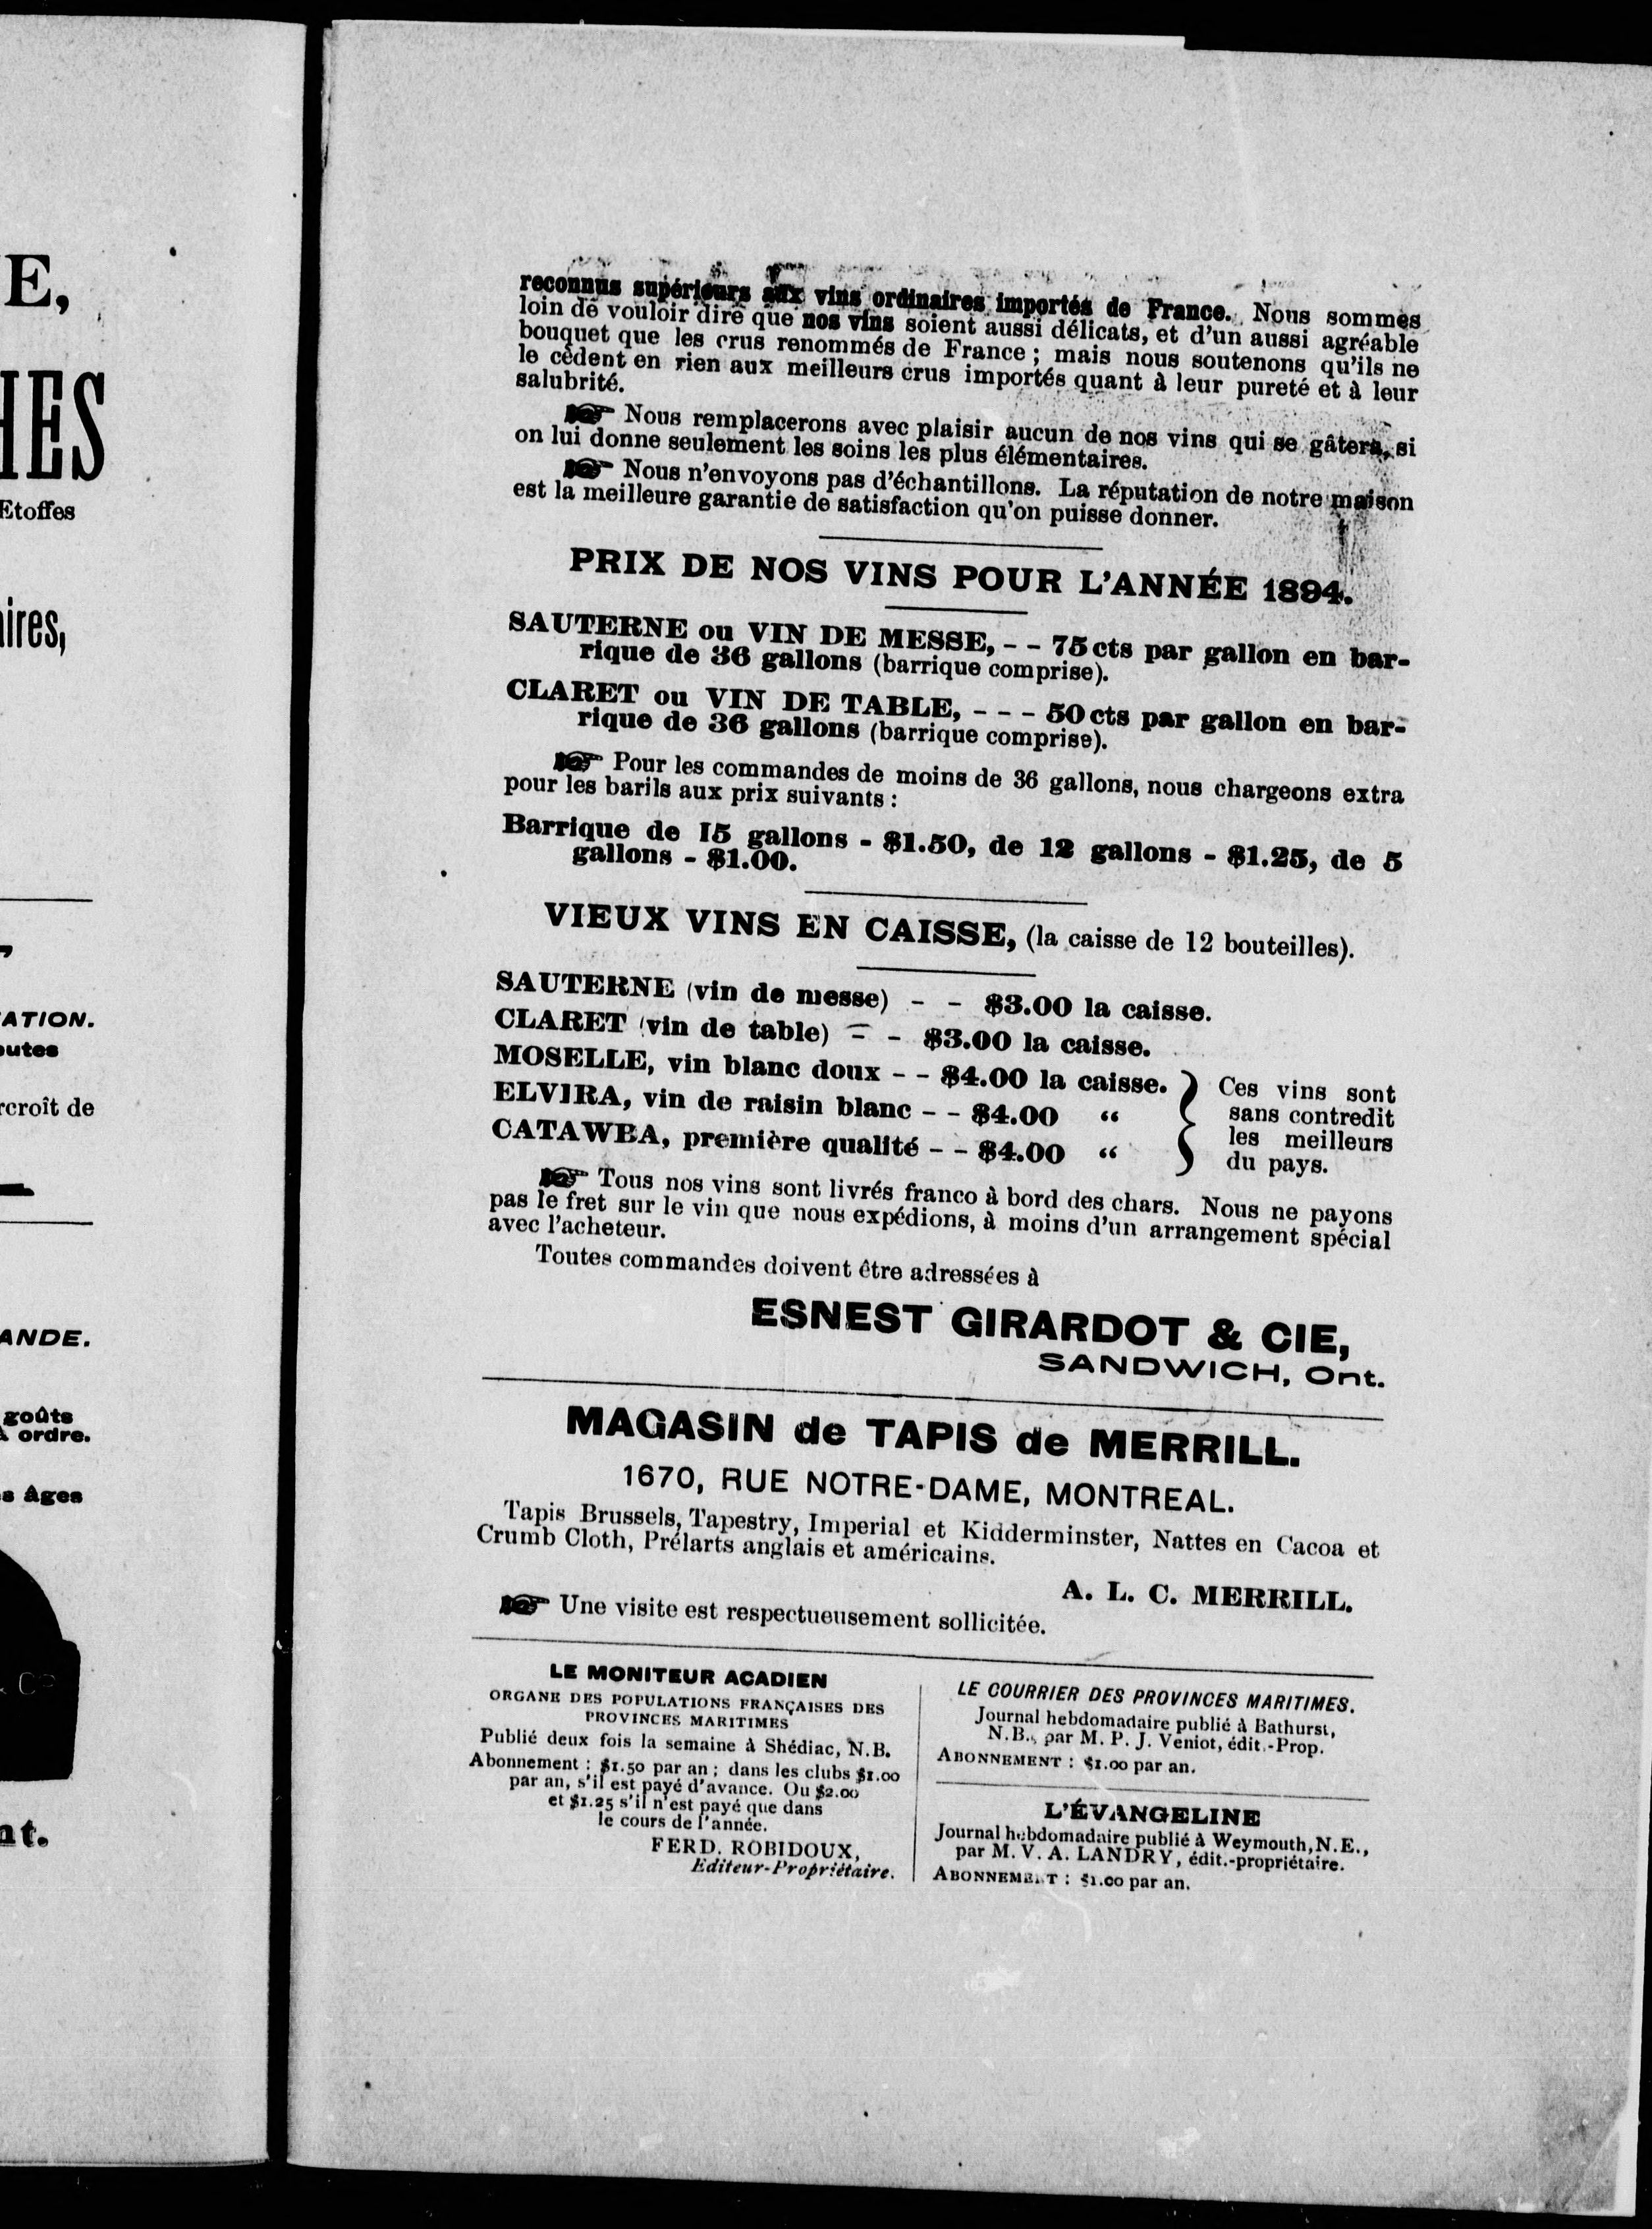 E,
HES
Etoffes
aires,
ATION.
outes
rcroît de
ANDE.
goûts
ordre.
s âges
nt.
reconnus supérieurs aux vins ordinaires importés de France. Nous sommes
loin de vouloir dire que nos vins soient aussi délicats, et d'un aussi agréable
bouquet que les crus renommés de France ; mais nous soutenons qu'ils ne
le cèdent en rien aux meilleurs crus importés quant à leur pureté et à leur
salubrité.
☞ Nous remplacerons avec plaisir aucun de nos vins qui se gâtera, si
on lui donne seulement les soins les plus élémentaires.
☞ Nous n'envoyons pas d'échantillons. La réputation de notre maison
est la meilleure garantie de satisfaction qu'on puisse donner.
PRIX DE NOS VINS POUR L'ANNÉE 1894.
SAUTERNE ou VIN DE MESSE, - - 75 cts par gallon en bar-
rique de 36 gallons (barrique comprise).
CLARET ou VIN DE TABLE, - - - 50 cts par gallon en bar-
rique de 36 gallons (barrique comprise).
☞ Pour les commandes de moins de 36 gallons, nous chargeons extra
pour les barils aux prix suivants :
Barrique de 15 gallons - $1.50, de 12 gallons - $1.25, de 5
gallons - $1.00.
VIEUX VINS EN CAISSE, (la caisse de 12 bouteilles).
SAUTERNE (vin de messe) - - $3.00 la caisse.
CLARET (vin de table) - - $3.00 la caisse.
MOSELLE, vin blanc doux - - $4.00 la caisse.
ELVIRA, vin de raisin blanc - - $4.00 “
CATAWBA, première qualité - - $4.00 “
Ces vins sont
sans contredit
les meilleurs
du pays.
☞ Tous nos vins sont livrés franco à bord des chars. Nous ne payons
pas le fret sur le vin que nous expédions, à moins d'un arrangement spécial
avec l'acheteur.
Toutes commandes doivent être adressées à
ESNEST GIRARDOT & CIE,
SANDWICH, Ont.
MAGASIN de TAPIS de MERRILL.
1670, RUE NOTRE-DAME, MONTREAL.
Tapis Brussels, Tapestry, Imperial et Kidderminster, Nattes en Cacoa et
Crumb Cloth, Prélarts anglais et américains.
A. L. C. MERRILL.
☞ Une visite est respectueusement sollicitée.
LE MONITEUR ACADIEN
ORGANE DES POPULATIONS FRANÇAISES DES
PROVINCES MARITIMES
Publié deux fois la semaine à Shédiac, N.B.
Abonnement : $1.50 par an ; dans les clubs $1.00
par an, s'il est payé d'avance. Ou $2.00
et $1.25 s'il n'est payé que dans
le cours de l'année.
FERD. ROBIDOUX,
Editeur-Propriétaire.
LE COURRIER DES PROVINCES MARITIMES.
Journal hebdomadaire publié à Bathurst,
N.B., par M. P. J. Veniot, édit.-Prop.
ABONNEMENT : $1.00 par an.
L'ÉVANGELINE
Journal hebdomadaire publié à Weymouth, N.E.,
par M. V. A. LANDRY, édit.-propriétaire.
ABONNEMENT : $1.00 par an.